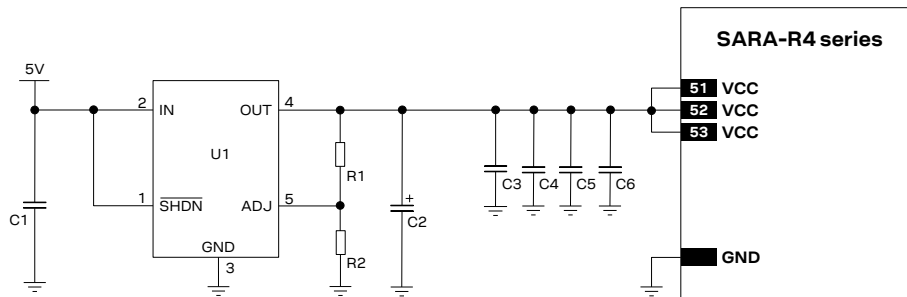 SARA-R4 series
5V
51 VCC
2 IN OUT 4
52 VCC
53 VCC
U1
R1
C3 C4 C5 C6
1 SHDN ADJ 5
C1
+
C2
GND
R2
3
GND